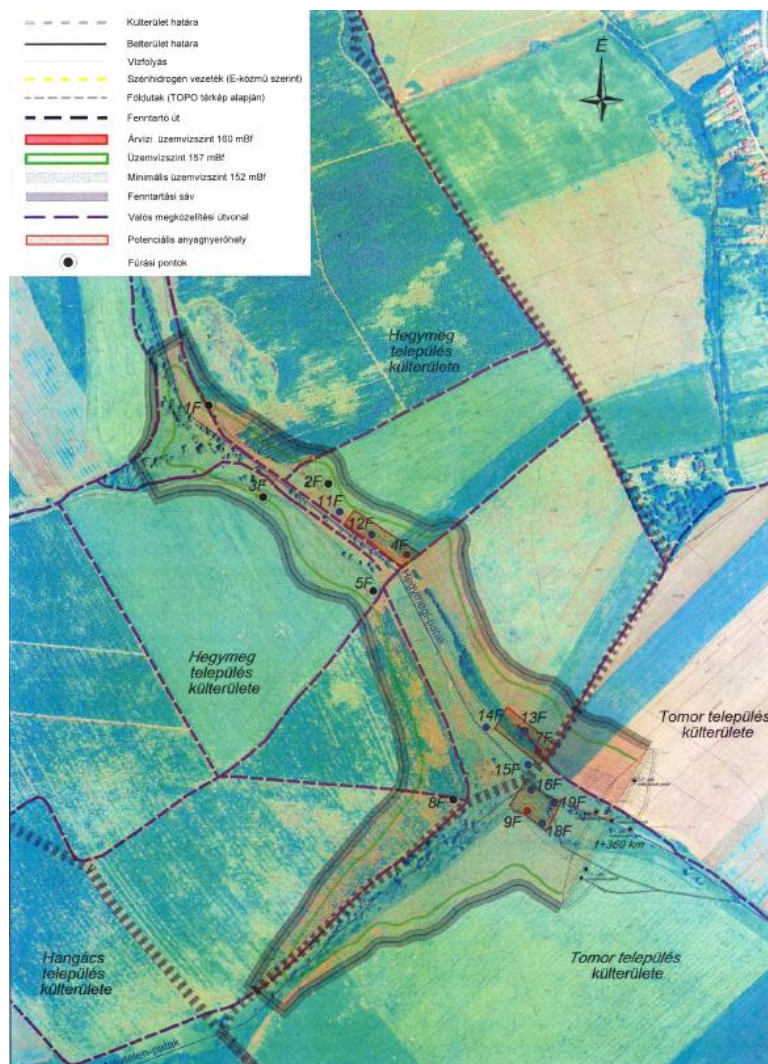 Külterület határa
Belterület határa
Vízfolyás
Szénhidrogén vezeték (E-közmű szerint)
Földutak (TOPO térkép alapján)
Fenntartó út
Árvízi üzemvízszint 160 mBf
Üzemvízszint 157 mBf
Minimális üzemvízszint 152 mBf
Fenntartási sáv
Valós megközelítési útvonal
Potenciális anyagnyerőhely
Fúrási pontok
É
Hegymeg
település
külterülete
1F
2F
3F
11F
12F
4F
5F
Hegymegi-patak
Hegymeg
település
külterülete
Tomor település
külterülete
14F
13F
7F
15F
16F
8F
19F
9F
18F
1+360 km
Hangács
település
külterülete
Tomor település
külterülete